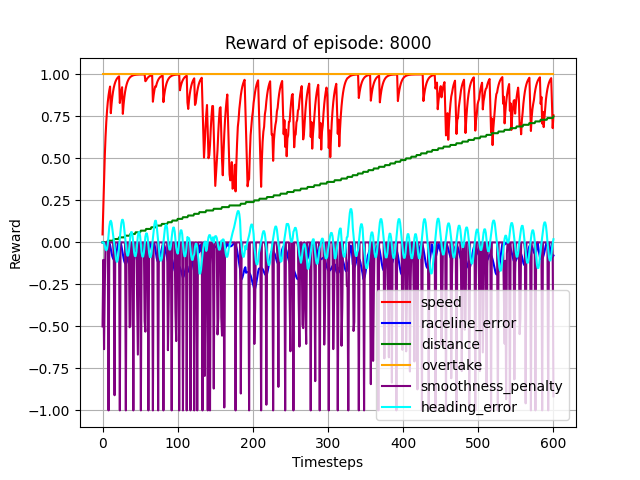 Reward of episode: 8000
Reward
1.00
0.75
0.50
0.25
0.00
−0.25
−0.50
−0.75
−1.00
speed
raceline_error
distance
overtake
smoothness_penalty
heading_error
0 100 200 300 400 500 600
Timesteps